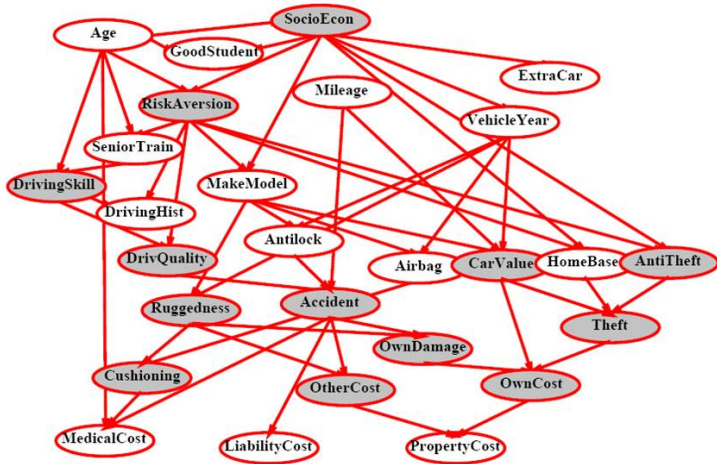 SocioEcon
Age
GoodStudent
ExtraCar
Mileage
RiskAversion
VehicleYear
SeniorTrain
DrivingSkill
MakeModel
DrivingHist
Antilock
DrivQuality
Airbag
CarValue
HomeBase
AntiTheft
Ruggedness
Accident
Theft
OwnDamage
Cushioning
OtherCost
OwnCost
MedicalCost
LiabilityCost
PropertyCost